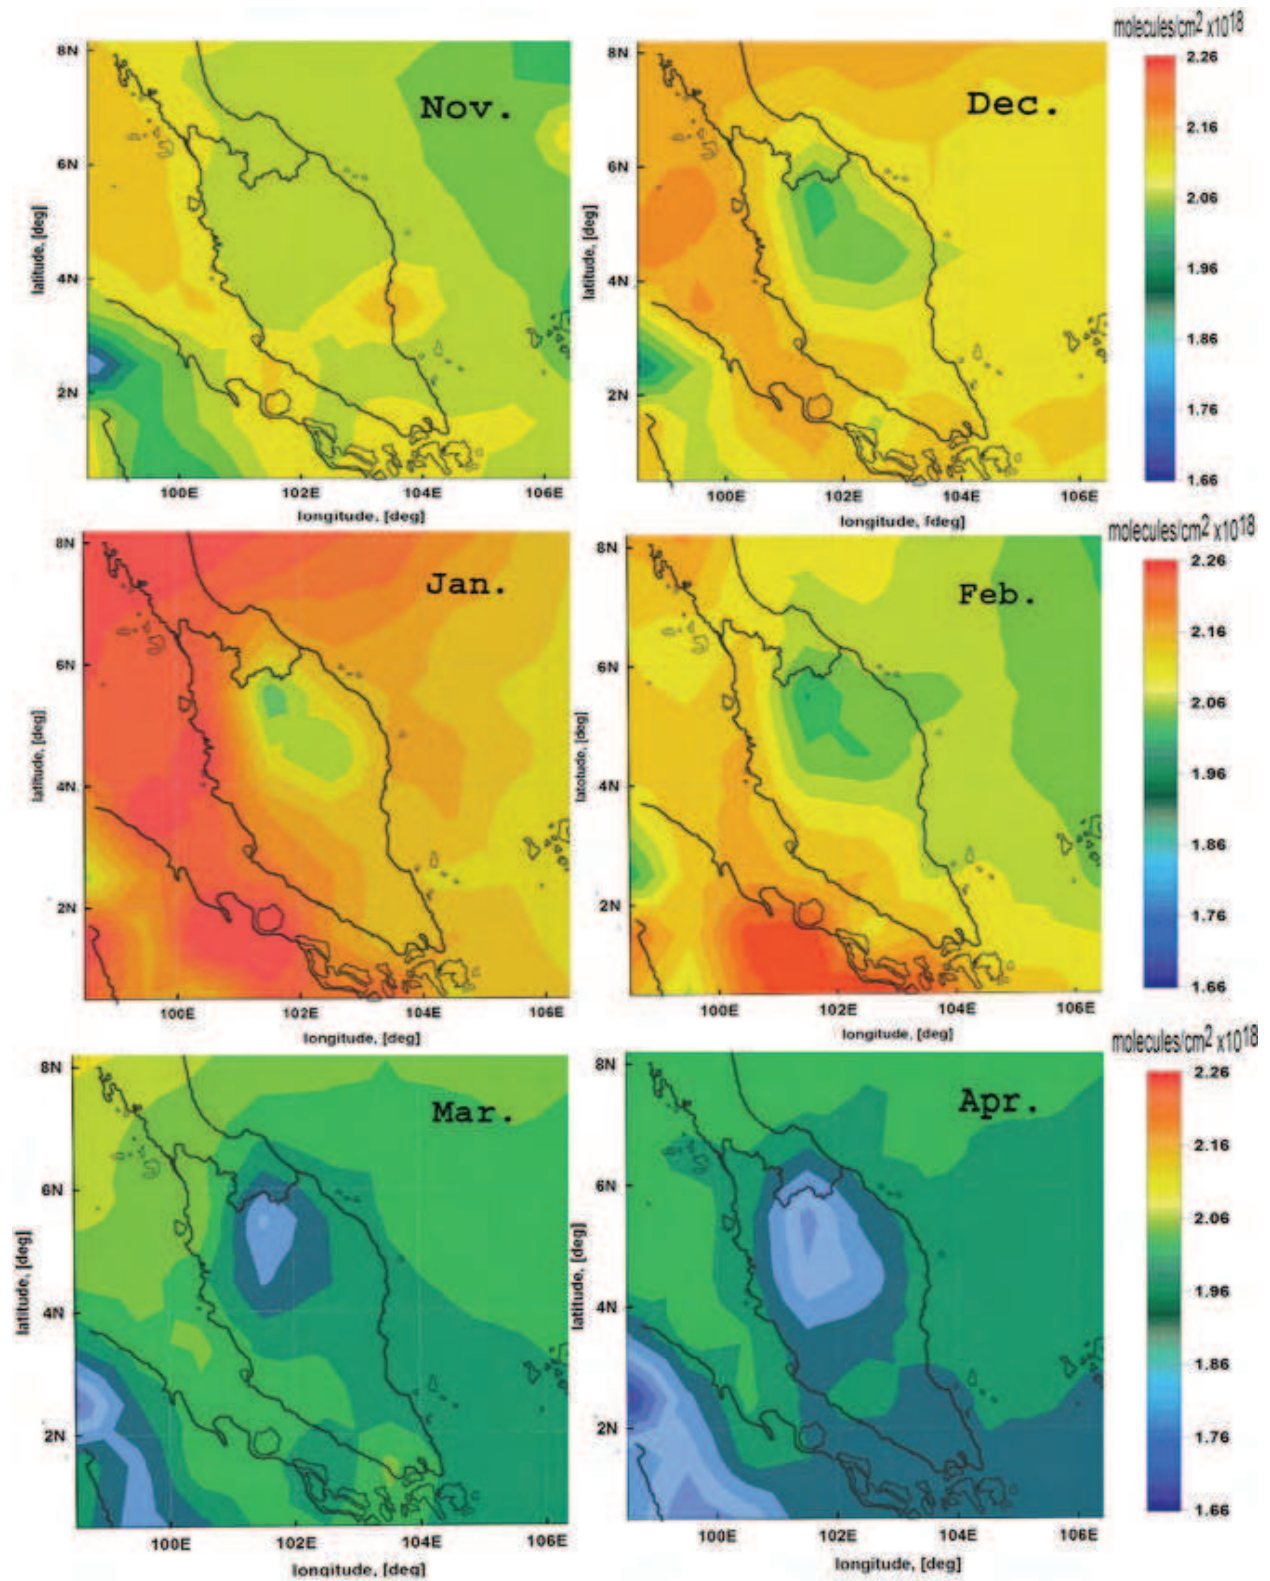 molecules/cm2 x1018
8N
6N
4N
2N
latitude, [deg]
Nov.
100E 102E 104E 106E
longitude, [deg]
8N
6N
4N
2N
latitude, [deg]
Dec.
100E 102E 104E 106E
longitude, [deg]
2.26
2.16
2.06
1.96
1.86
1.76
1.66
molecules/cm2 x1018
8N
6N
4N
2N
latitude, [deg]
Jan.
100E 102E 104E 106E
longitude, [deg]
8N
6N
4N
2N
latotude, [deg]
Feb.
100E 102E 104E 106E
longitude, [deg]
2.26
2.16
2.06
1.96
1.86
1.76
1.66
molecules/cm2 x1018
8N
6N
4N
2N
latitude, [deg]
Mar.
100E 102E 104E 106E
longitude, [deg]
8N
6N
4N
2N
latitude, [deg]
Apr.
100E 102E 104E 106E
longitude, [deg]
2.26
2.16
2.06
1.96
1.86
1.76
1.66